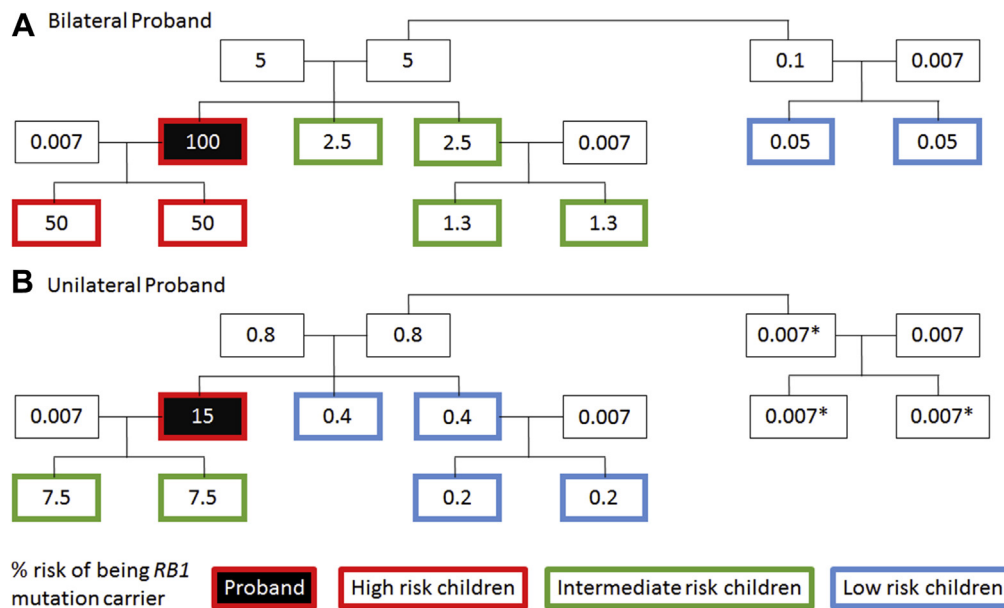 A Bilateral Proband
5 5 0.1 0.007
0.007 100 2.5 2.5 0.007 0.05 0.05
50 50 1.3 1.3
B Unilateral Proband
0.8 0.8 0.007* 0.007
0.007 15 0.4 0.4 0.007 0.007* 0.007*
7.5 7.5 0.2 0.2
% risk of being RB1
mutation carrier
Proband High risk children Intermediate risk children Low risk children